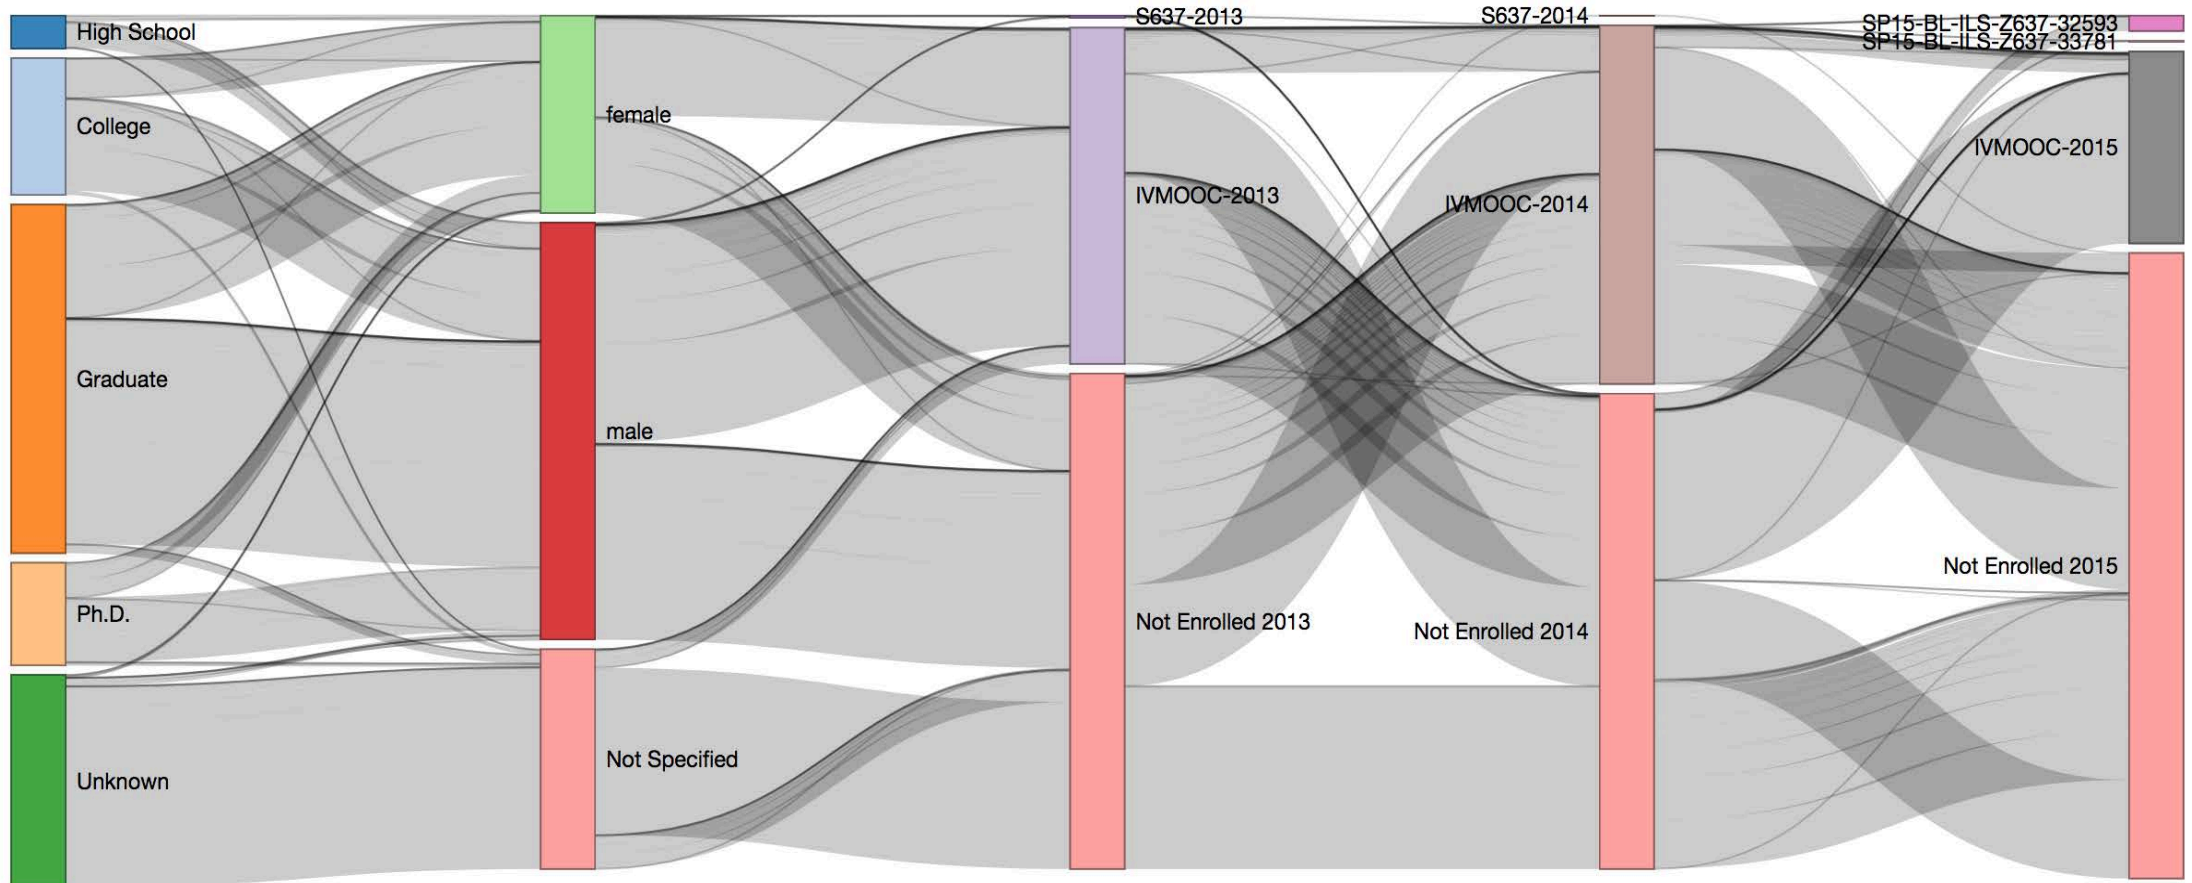 High School
College
Graduate
Ph.D.
Unknown
female
male
Not Specified
S637-2013
IVMOOC-2013
Not Enrolled 2013
S637-2014
IVMOOC-2014
Not Enrolled 2014
SP15-BL-ILS-Z637-32593
SP15-BL-ILS-Z637-33781
IVMOOC-2015
Not Enrolled 2015